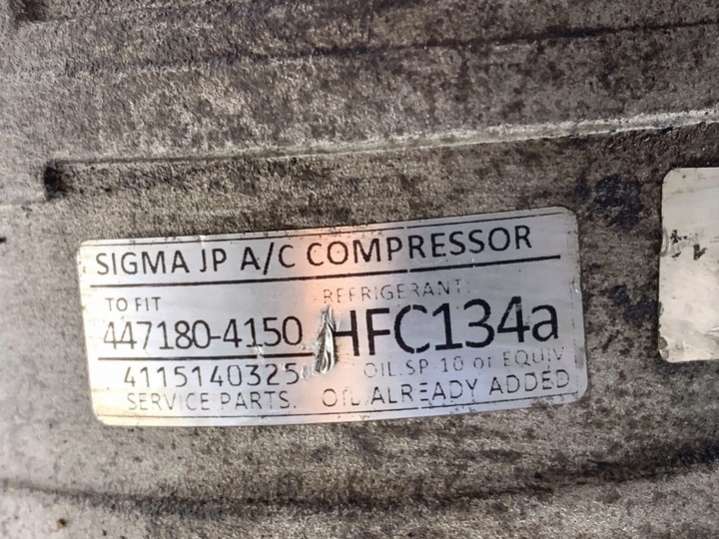 SIGMA JP A/C COMPRESSOR
TO FIT
447180-4150
4115140325
SERVICE PARTS.
REFRIGERANT:
HFC134a
OIL.SP-10 or EQUIV
OIL ALREADY ADDED